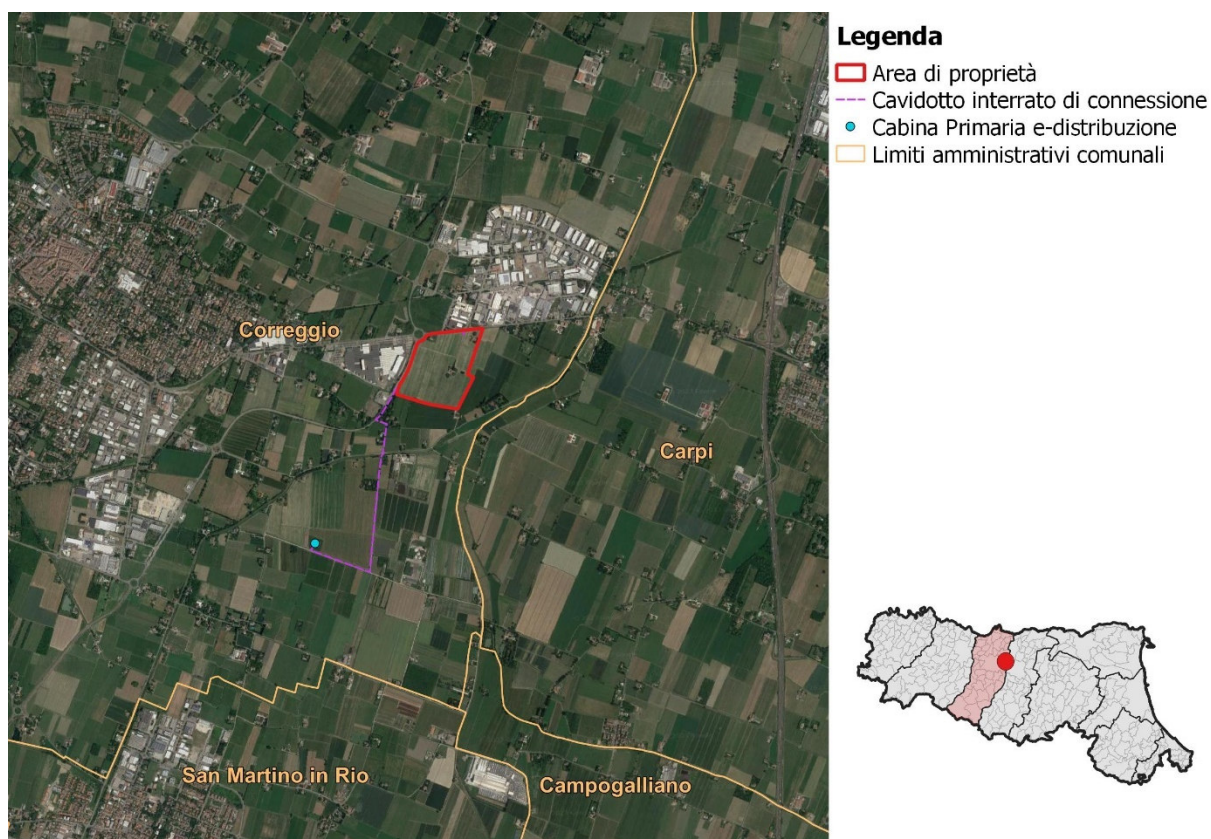 Legenda
Area di proprietà
Cavidotto interrato di connessione
Cabina Primaria e-distribuzione
Limiti amministrativi comunali
Correggio
Carpi
San Martino in Rio
Campogalliano